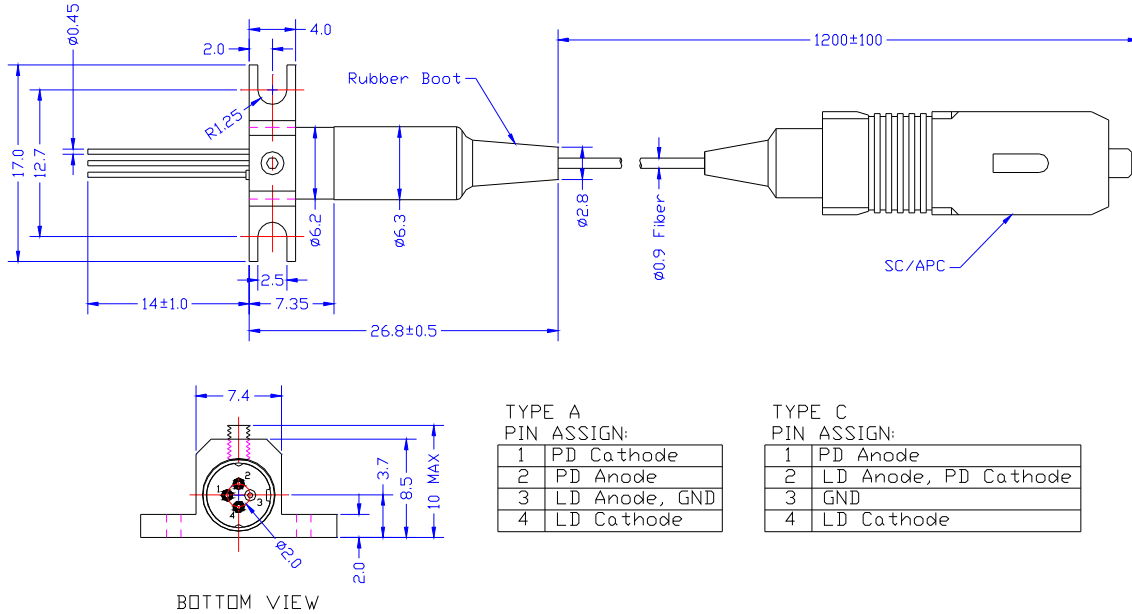 ø0.45
4.0
2.0
1200±100
Rubber Boot
R1.25
17.0
12.7
ø6.2
ø6.3
ø2.8
ø0.9 Fiber
SC/APC
2.5
14±1.0
7.35
26.8±0.5
7.4
3.7
8.5
10 MAX
1
2
3
4
ø2.0
2.0
BOTTOM VIEW
TYPE A
PIN ASSIGN:
1 PD Cathode
2 PD Anode
3 LD Anode, GND
4 LD Cathode
TYPE C
PIN ASSIGN:
1 PD Anode
2 LD Anode, PD Cathode
3 GND
4 LD Cathode